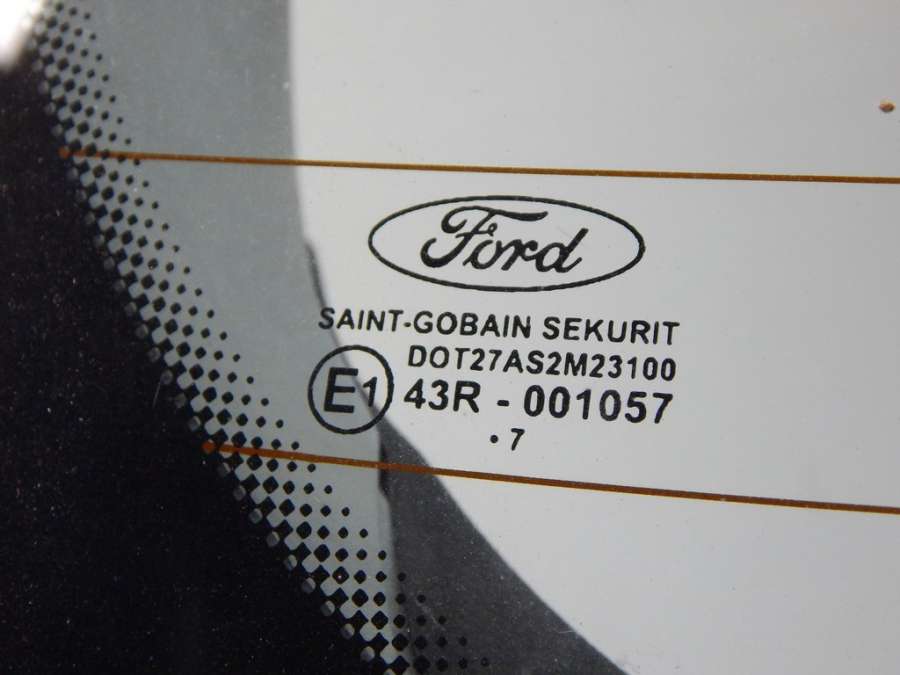 Ford
SAINT-GOBAIN SEKURIT
DOT27AS2M23100
E1 43R - 001057
. 7